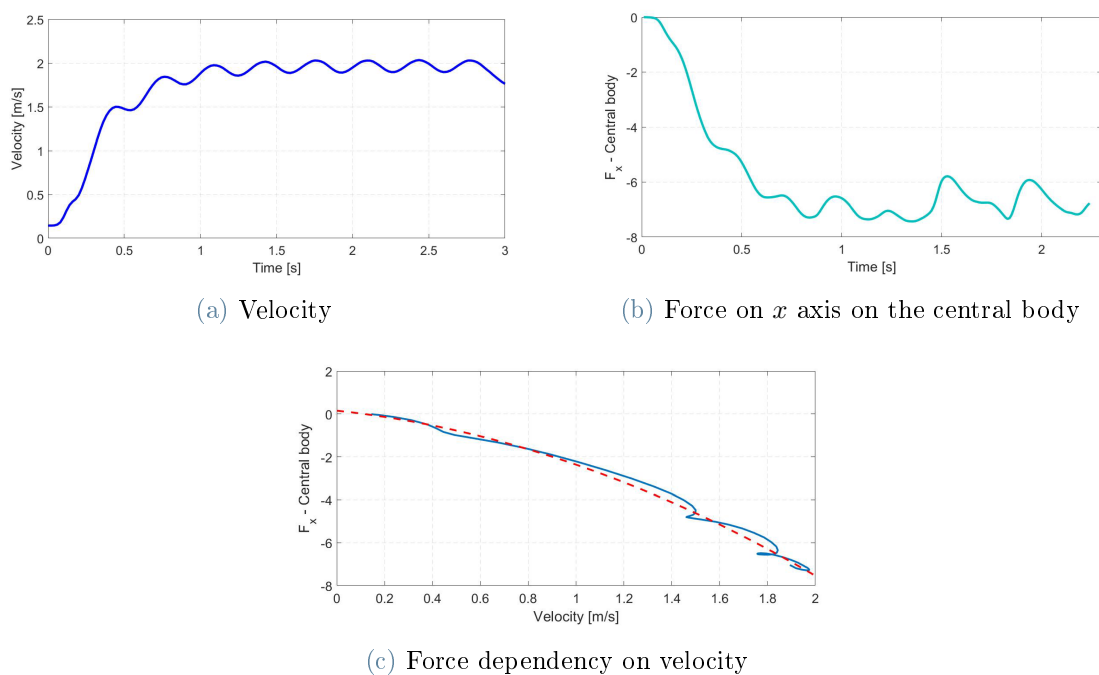 2.5
2
1.5
1
0.5
0
Velocity [m/s]
0 0.5 1 1.5 2 2.5 3
Time [s]
(a) Velocity
0
-2
-4
-6
-8
F_x - Central body
0 0.5 1 1.5 2
Time [s]
(b) Force on x axis on the central body
2
0
-2
-4
-6
-8
F_x - Central body
0 0.2 0.4 0.6 0.8 1 1.2 1.4 1.6 1.8 2
Velocity [m/s]
(c) Force dependency on velocity